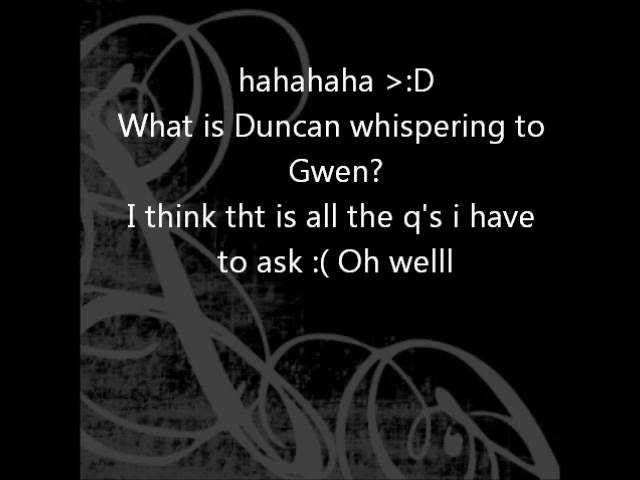 hahahaha >:D
What is Duncan whispering to
Gwen?
I think tht is all the q's i have
to ask :( Oh welll